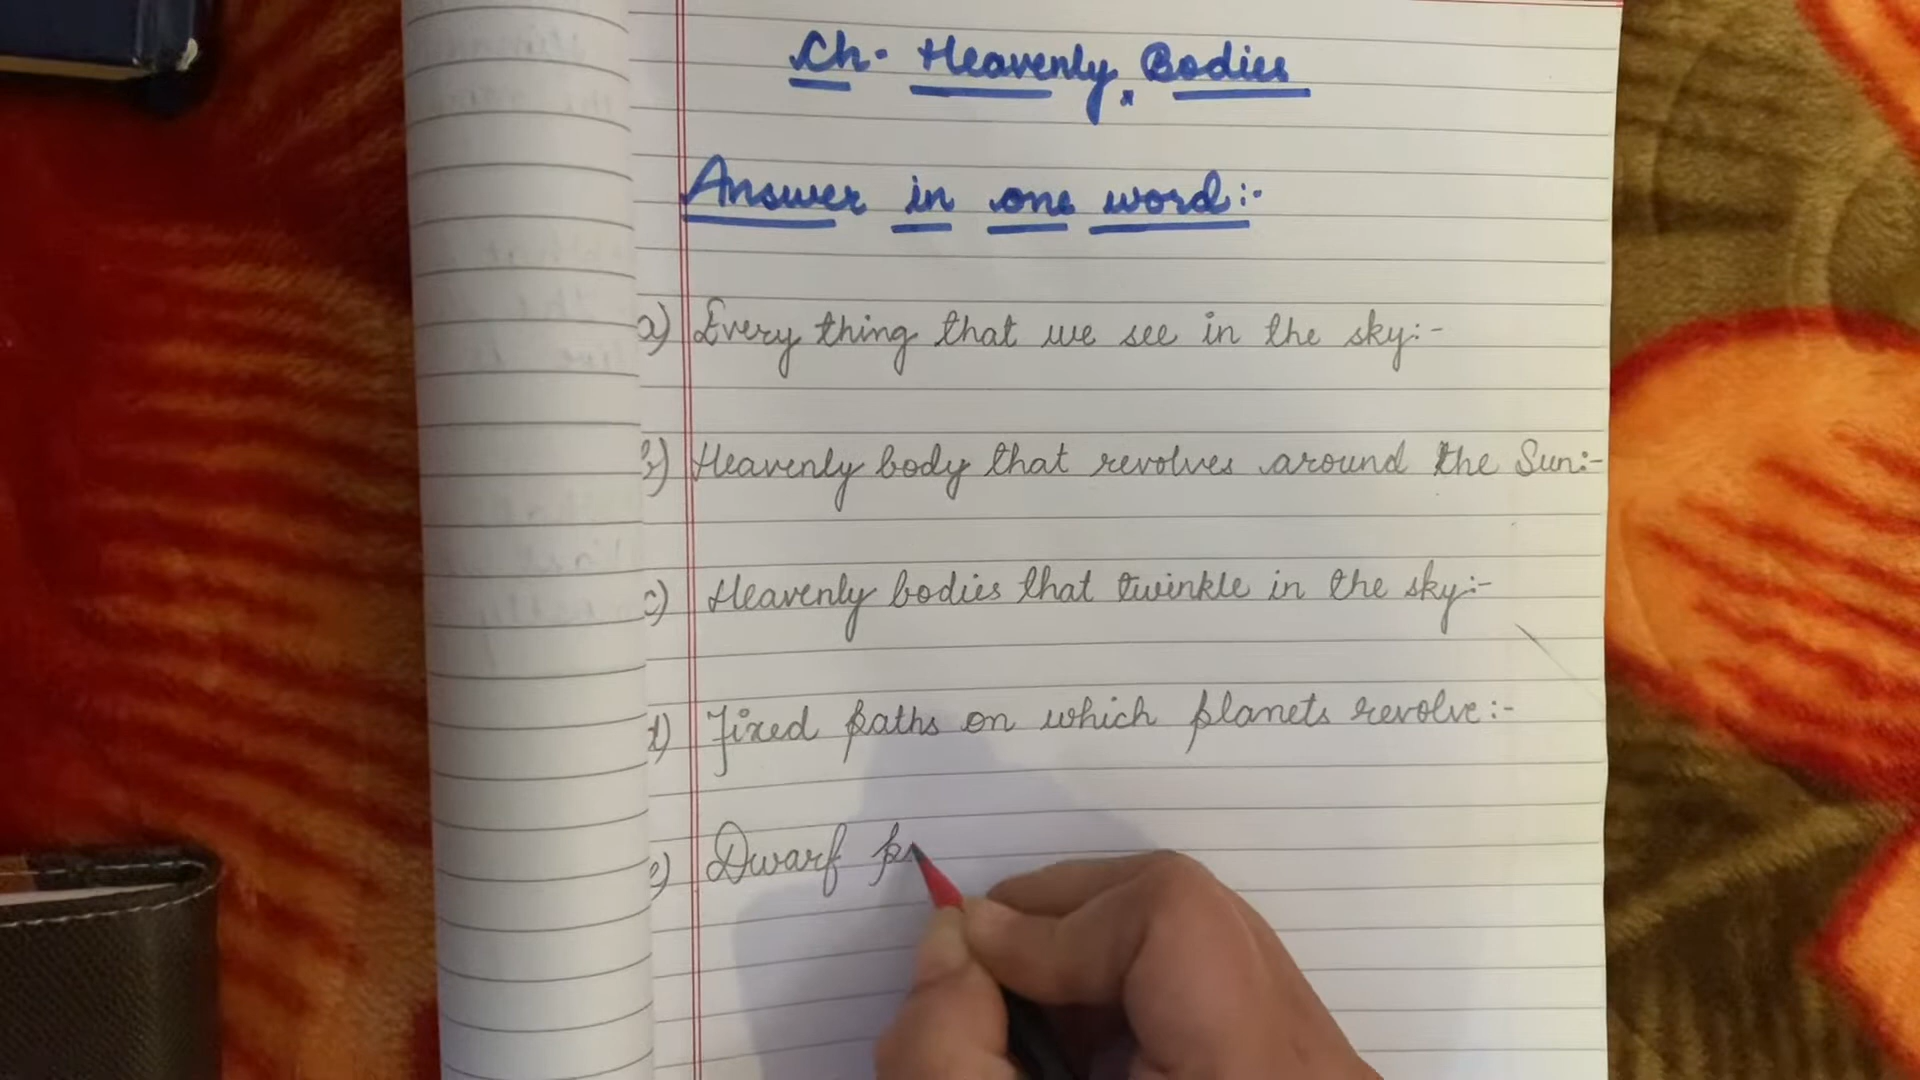 Ch. Heavenly Bodies
Answer in one word:-
a) Every thing that we see in the sky:-
b) Heavenly body that revolves around the Sun:-
c) Heavenly bodies that twinkle in the sky:-
d) Fixed paths on which planets revolve:-
e) Dwarf